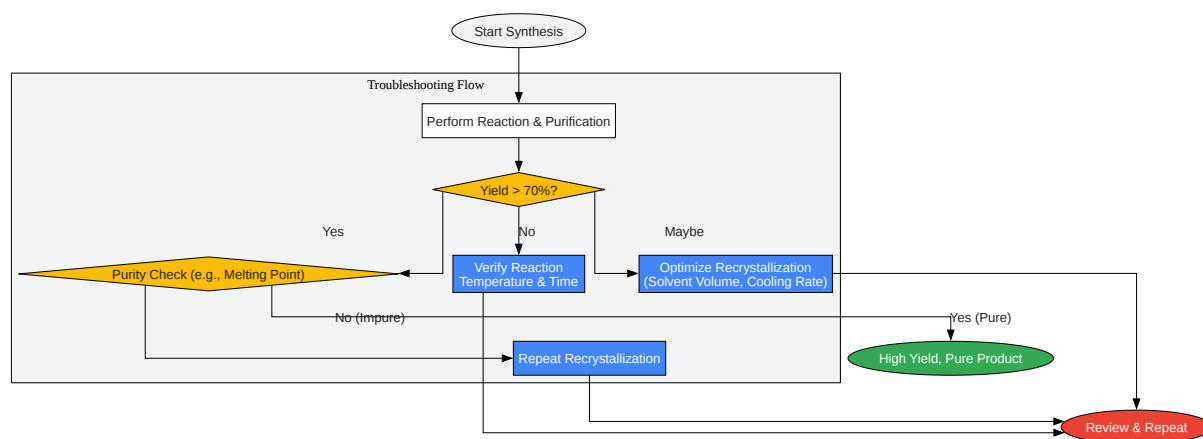 Start Synthesis
Troubleshooting Flow
Perform Reaction & Purification
Yield > 70%?
Yes
No
Maybe
Purity Check (e.g., Melting Point)
Verify Reaction
Temperature & Time
Optimize Recrystallization
(Solvent Volume, Cooling Rate)
No (Impure)
Yes (Pure)
Repeat Recrystallization
High Yield, Pure Product
Review & Repeat